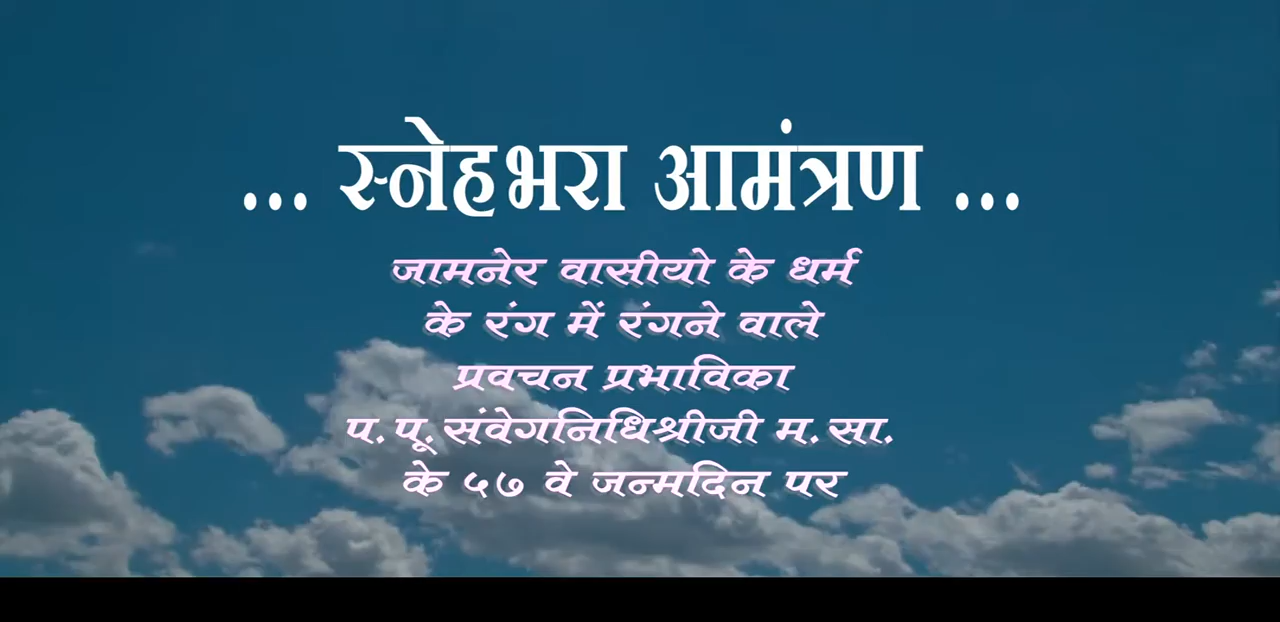 ... स्नेहभरा आमंत्रण ...
जामनेर वासीयो के धर्म
के रंग में रंगने वाले
प्रवचन प्रभाविका
प.पू.संवेगनिधिश्रीजी म.सा.
के ५७ वे जन्मदिन पर